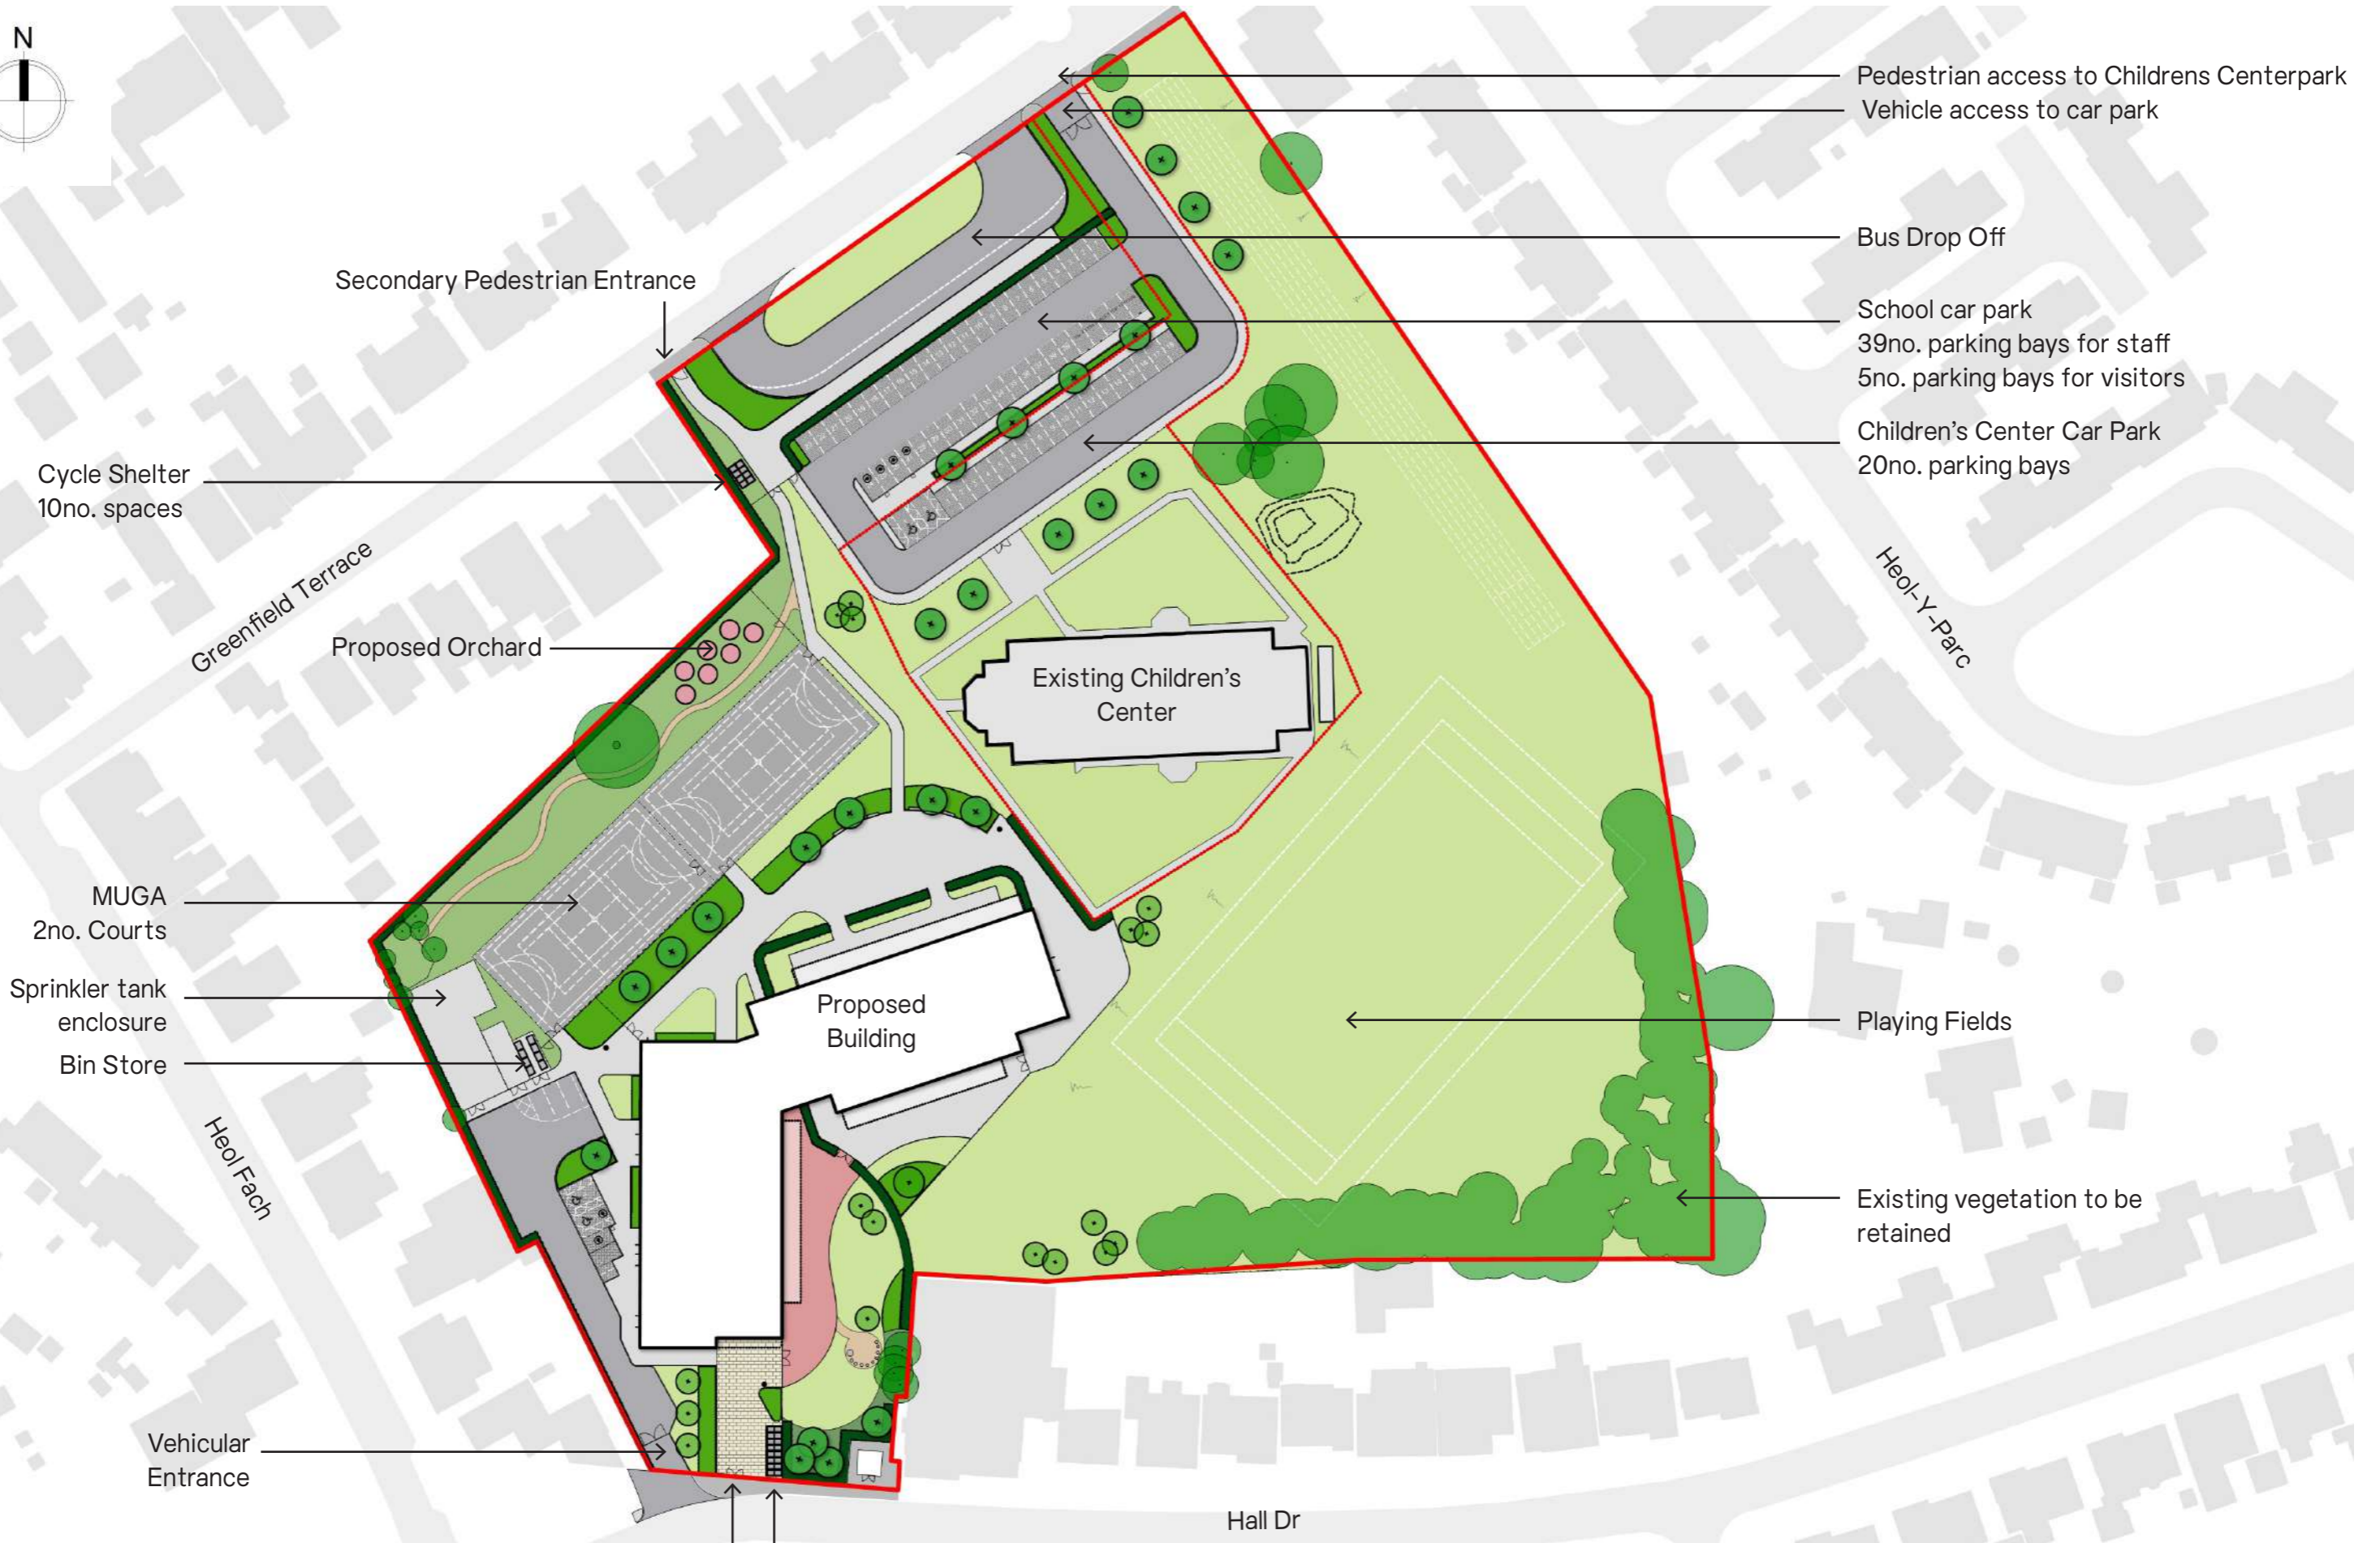 N
Pedestrian access to Childrens Centerpark
Vehicle access to car park
Bus Drop Off
Secondary Pedestrian Entrance
School car park
39no. parking bays for staff
5no. parking bays for visitors
Children's Center Car Park
20no. parking bays
Cycle Shelter
10no. spaces
Greenfield Terrace
Heol-Y-Parc
Proposed Orchard
Existing Children's
Center
MUGA
2no. Courts
Sprinkler tank
enclosure
Proposed
Building
Playing Fields
Bin Store
Heol Fach
Existing vegetation to be
retained
Vehicular
Entrance
Hall Dr